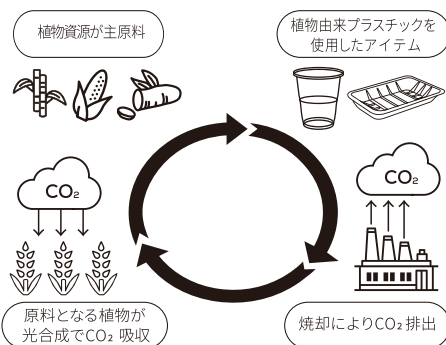 植物資源が主原料
植物由来プラスチックを
使用したアイテム
CO₂
CO₂
原料となる植物が
光合成でCO₂ 吸収
焼却によりCO₂ 排出